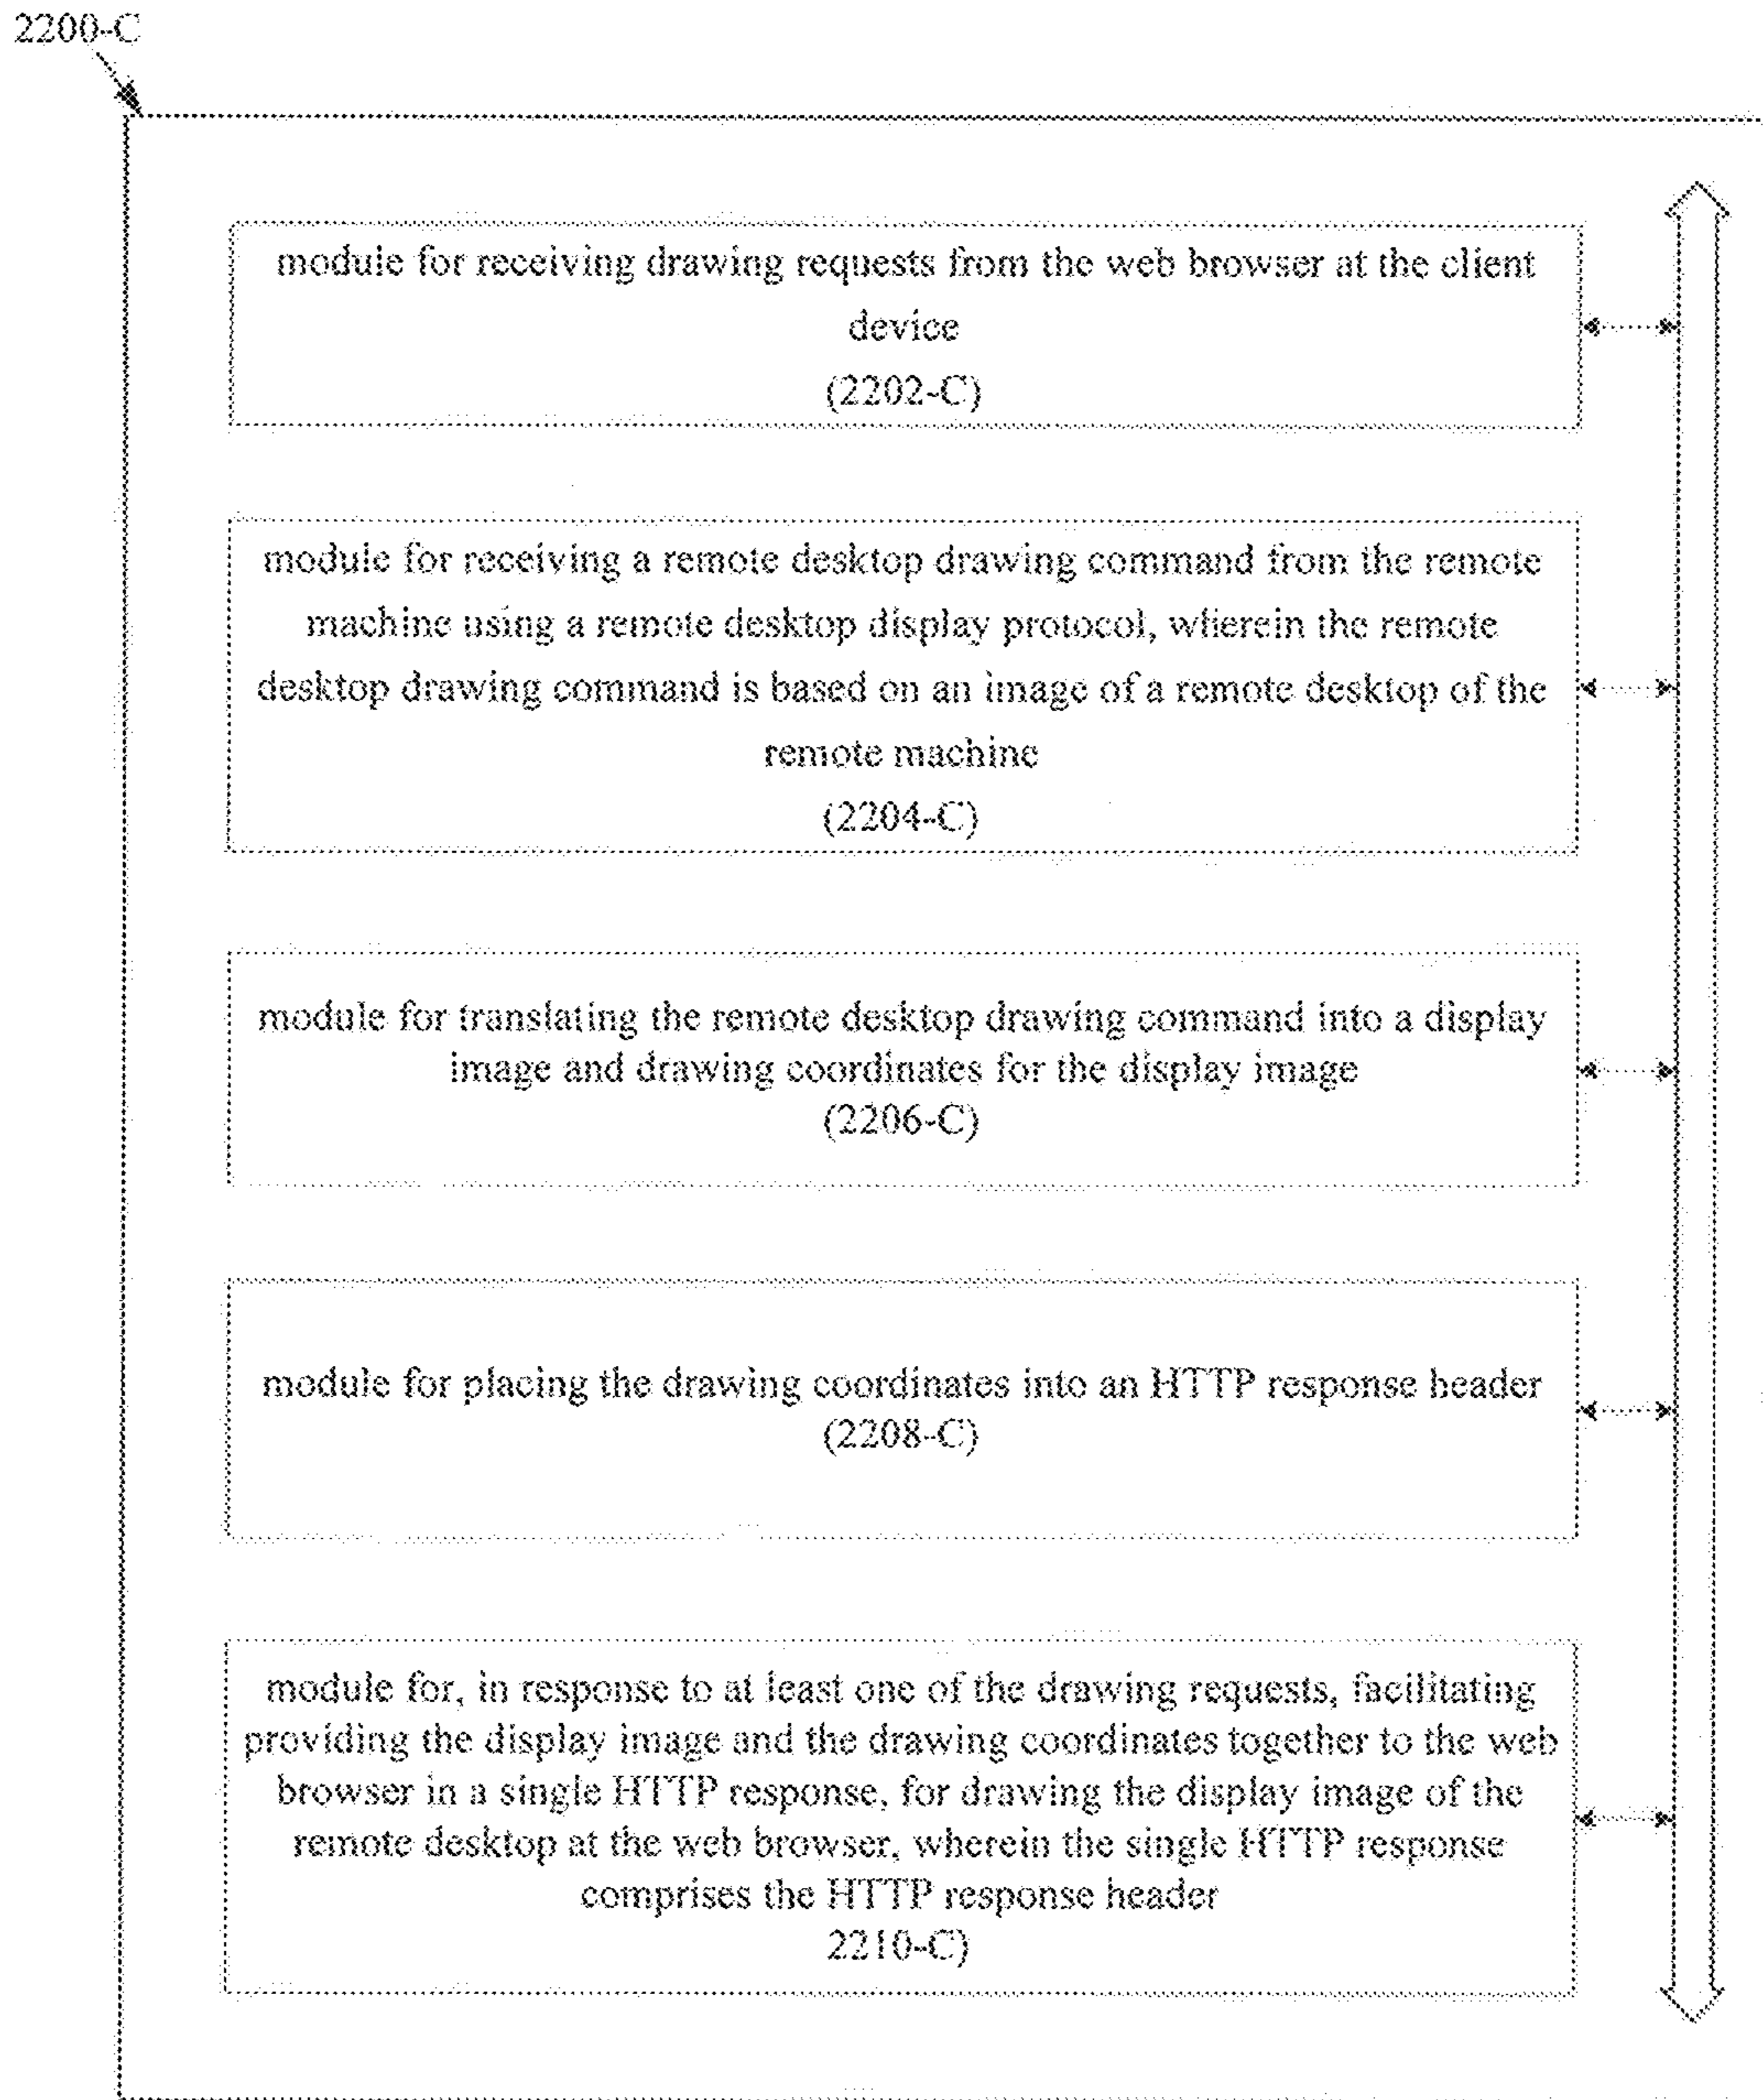 2200-C
module for receiving drawing requests from the web browser at the client
device
(2202-C)
module for receiving a remote desktop drawing command from the remote
machine using a remote desktop display protocol, wherein the remote
desktop drawing command is based on an image of a remote desktop of the
remote machine
(2204-C)
module for translating the remote desktop drawing command into a display
image and drawing coordinates for the display image
(2206-C)
module for placing the drawing coordinates into an HTTP response header
(2208-C)
module for, in response to at least one of the drawing requests, facilitating
providing the display image and the drawing coordinates together to the web
browser in a single HTTP response, for drawing the display image of the
remote desktop at the web browser, wherein the single HTTP response
comprises the HTTP response header
2210-C)